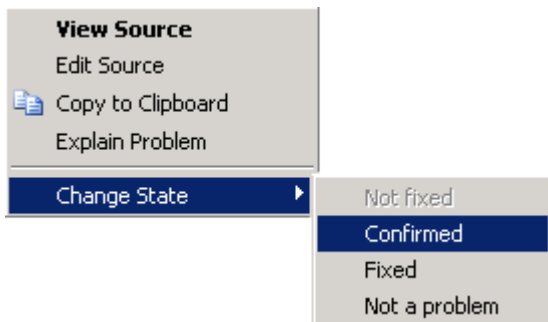 View Source
Edit Source
Copy to Clipboard
Explain Problem
Change State
Not fixed
Confirmed
Fixed
Not a problem